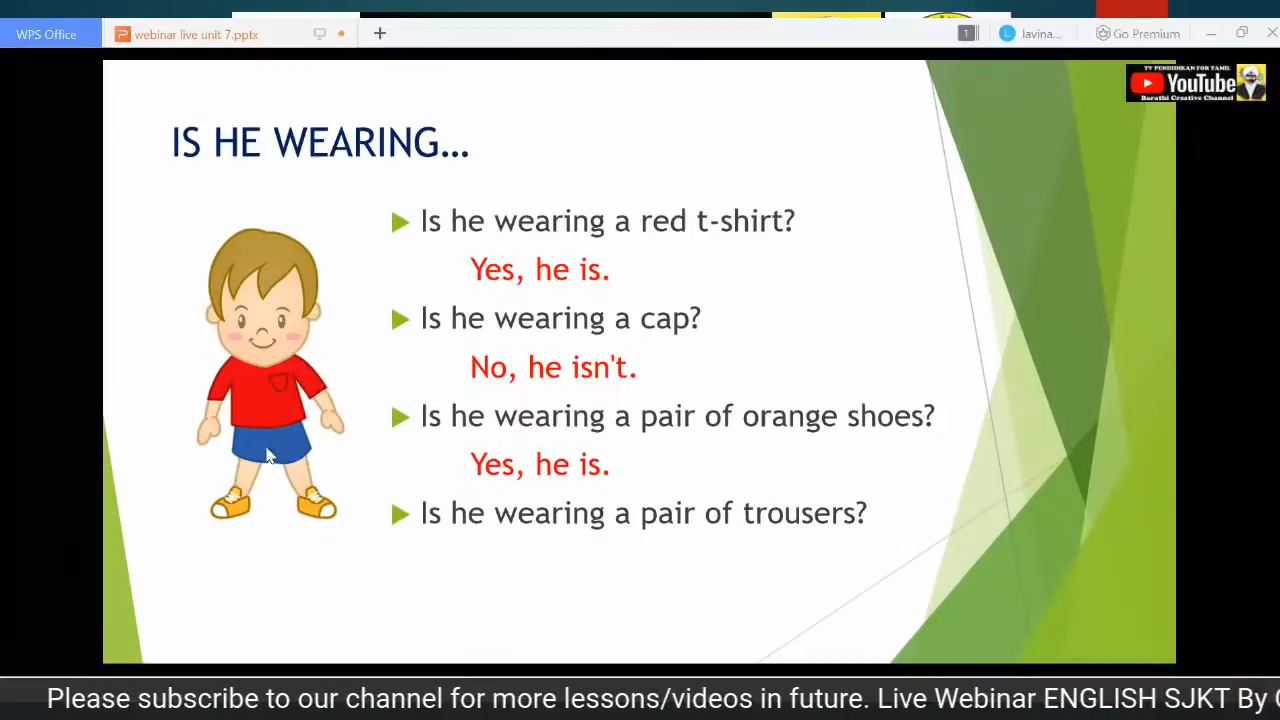 WPS Office
webinar live unit 7.pptx
1
L
lavina...
Go Premium
TV PENDIDIKAN FOR TAMIL
YouTube
Barathi Creative Channel
IS HE WEARING...
Is he wearing a red t-shirt?
Yes, he is.
Is he wearing a cap?
No, he isn't.
Is he wearing a pair of orange shoes?
Yes, he is.
Is he wearing a pair of trousers?
Please subscribe to our channel for more lessons/videos in future. Live Webinar ENGLISH SJKT By